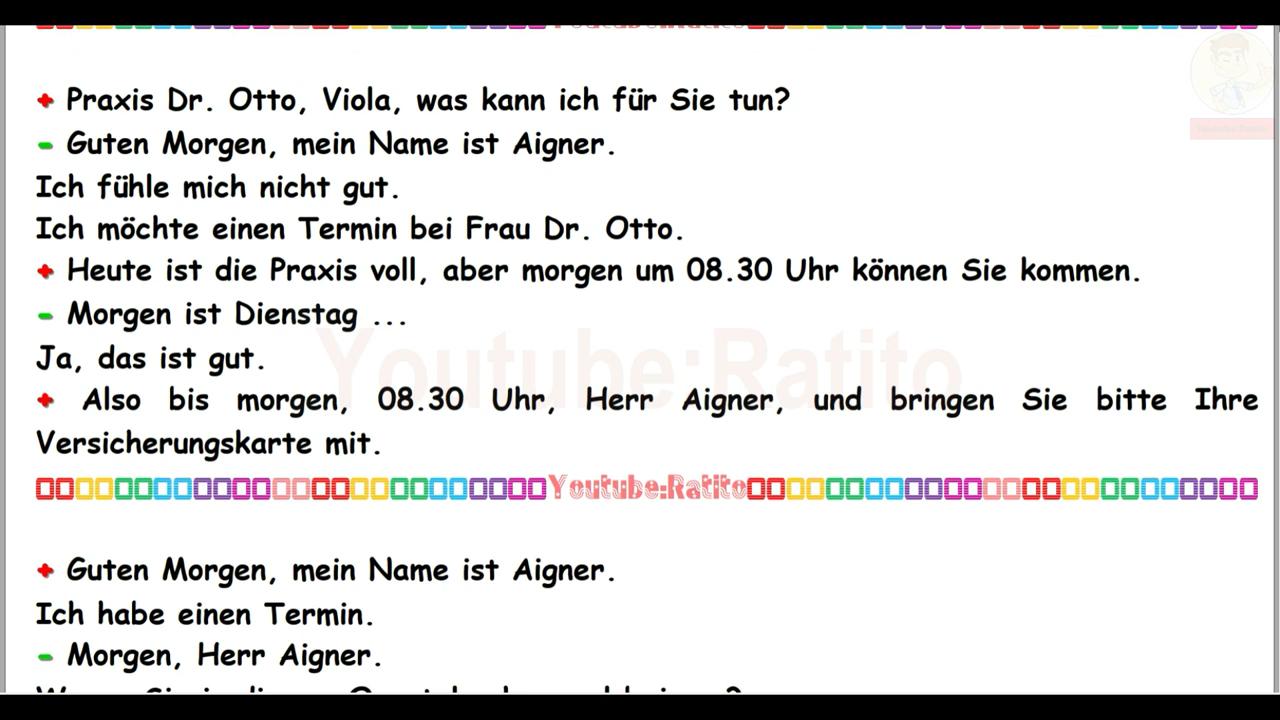 + Praxis Dr. Otto, Viola, was kann ich für Sie tun?
- Guten Morgen, mein Name ist Aigner.
Ich fühle mich nicht gut.
Ich möchte einen Termin bei Frau Dr. Otto.
+ Heute ist die Praxis voll, aber morgen um 08.30 Uhr können Sie kommen.
- Morgen ist Dienstag ...
Ja, das ist gut.
Youtube:Ratito
+ Also bis morgen, 08.30 Uhr, Herr Aigner, und bringen Sie bitte Ihre
Versicherungskarte mit.
Youtube:Ratito
+ Guten Morgen, mein Name ist Aigner.
Ich habe einen Termin.
- Morgen, Herr Aigner.